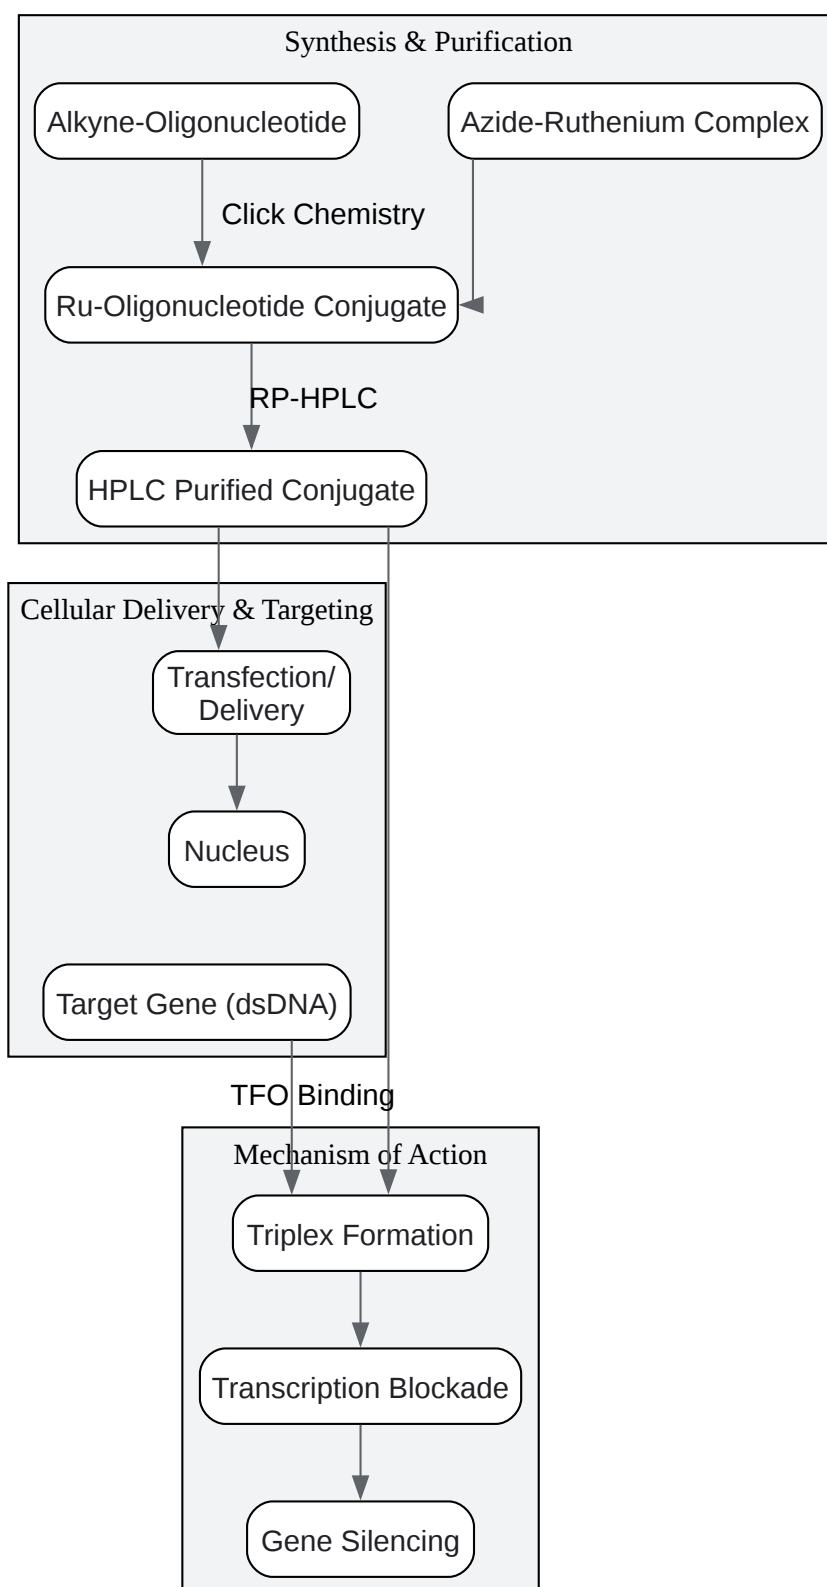 Synthesis & Purification
Alkyne-Oligonucleotide
Azide-Ruthenium Complex
Click Chemistry
Ru-Oligonucleotide Conjugate
RP-HPLC
HPLC Purified Conjugate
Cellular Delivery & Targeting
Transfection/
Delivery
Nucleus
Target Gene (dsDNA)
TFO Binding
Mechanism of Action
Triplex Formation
Transcription Blockade
Gene Silencing